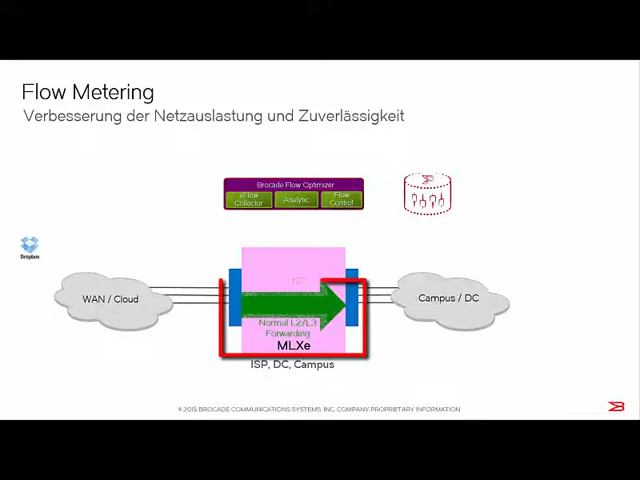 Flow Metering
Verbesserung der Netzauslastung und Zuverlässigkeit
Brocade Flow Optimizer
sFlow Collector
Analytic
Flow Control
Dropbox
WAN / Cloud
Campus / DC
Normal L2/L3
Forwarding
MLXe
ISP, DC, Campus
© 2015 BROCADE COMMUNICATIONS SYSTEMS, INC. COMPANY PROPRIETARY INFORMATION